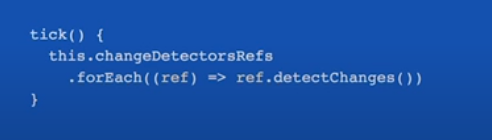 tick() {
  this.changeDetectorsRefs
    .forEach((ref) => ref.detectChanges())
}